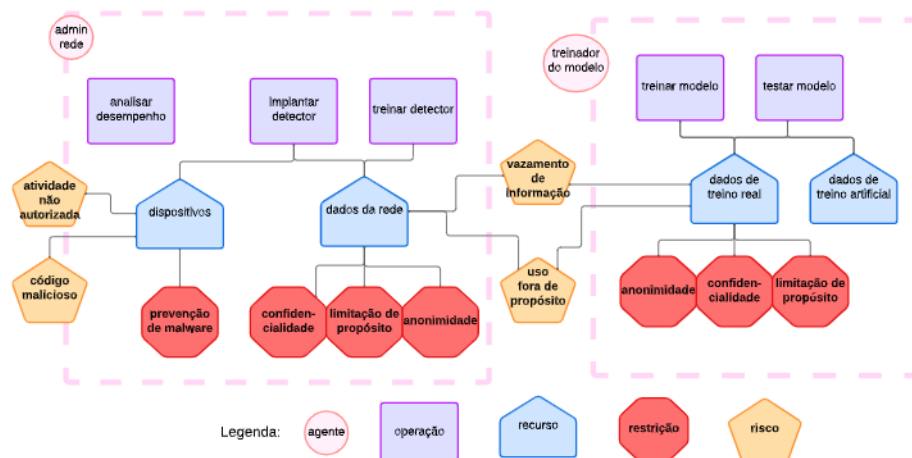 admin
rede
analisar
desempenho
implantar
detector
treinar detector
treinador
do modelo
treinar modelo
testar modelo
atividade
não
autorizada
dispositivos
dados da rede
vazamento
de
informação
dados de
treino real
dados de
treino artificial
código
malicioso
prevenção
de malware
confiden-
cialidade
limitação de
propósito
anonimidade
uso
fora de
propósito
anonimidade
confiden-
cialidade
limitação
de propósito
Legenda:
agente
operação
recurso
restrição
risco